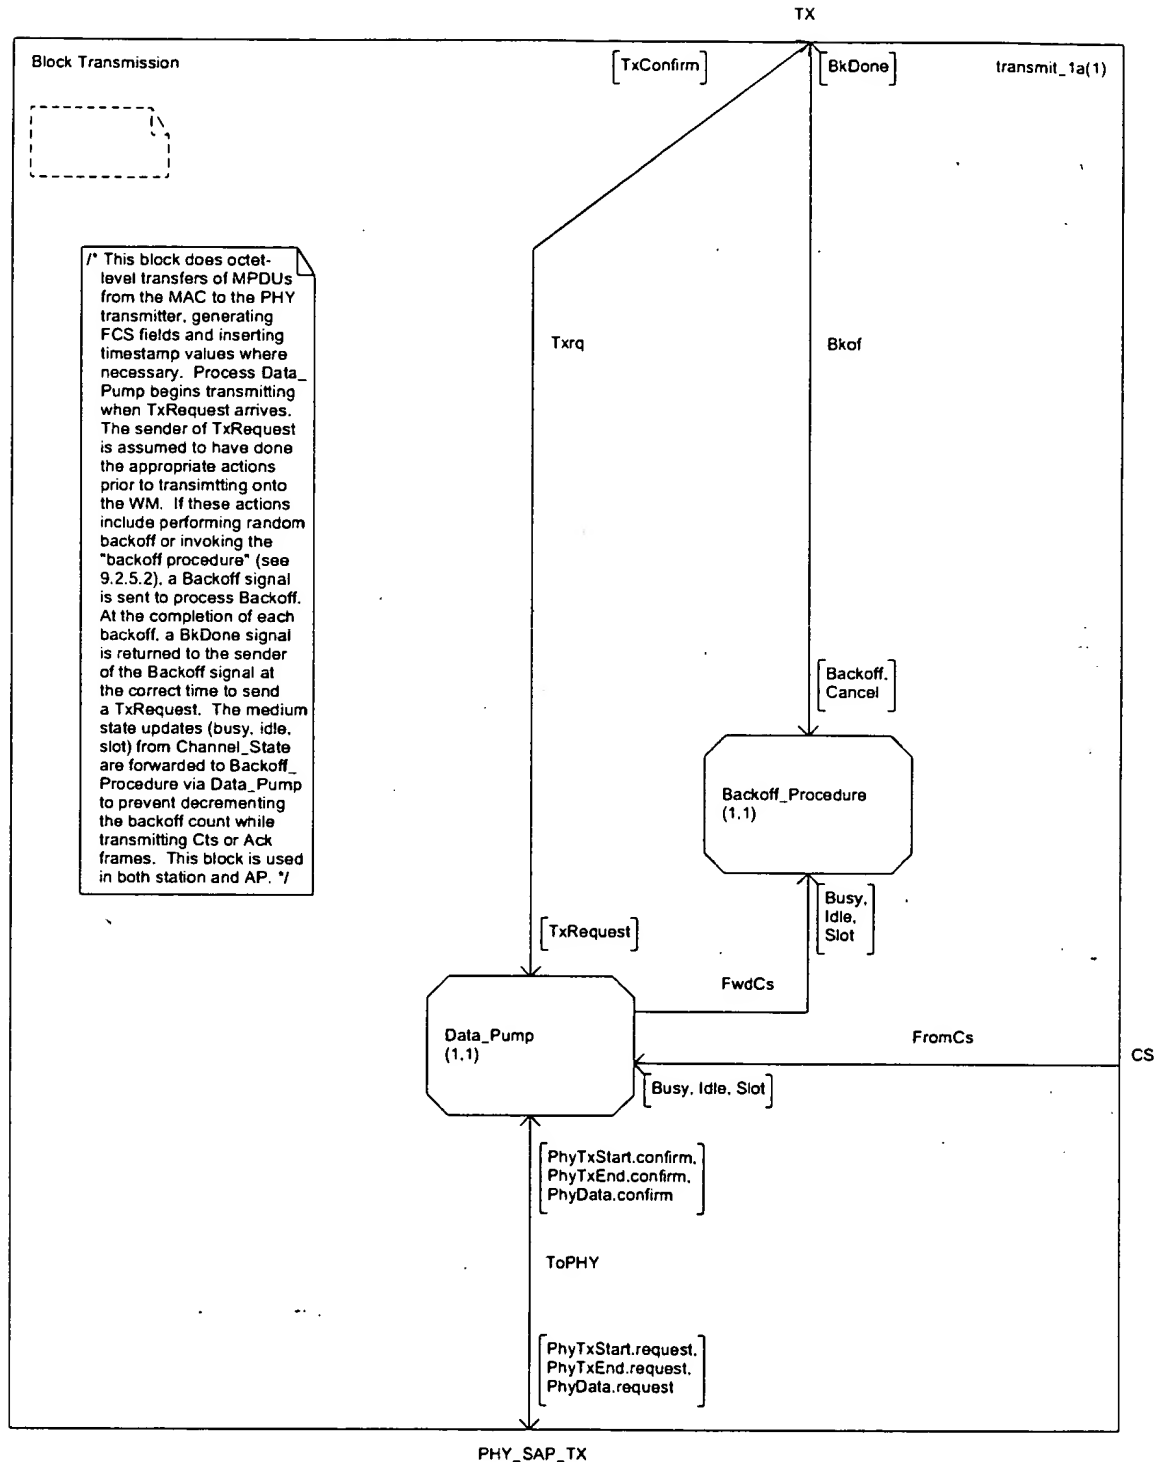 TX
Block Transmission
TxConfirm
BkDone
transmit_1a(1)
/* This block does octet-
level transfers of MPDUs
from the MAC to the PHY
transmitter, generating
FCS fields and inserting
timestamp values where
necessary. Process Data_
Pump begins transmitting
when TxRequest arrives.
The sender of TxRequest
is assumed to have done
the appropriate actions
prior to transimtting onto
the WM. If these actions
include performing random
backoff or invoking the
"backoff procedure" (see
9.2.5.2), a Backoff signal
is sent to process Backoff.
At the completion of each
backoff, a BkDone signal
is returned to the sender
of the Backoff signal at
the correct time to send
a TxRequest. The medium
state updates (busy, idle,
slot) from Channel_State
are forwarded to Backoff_
Procedure via Data_Pump
to prevent decrementing
the backoff count while
transmitting Cts or Ack
frames. This block is used
in both station and AP. */
Txrq
Bkof
Backoff,
Cancel
Backoff_Procedure
(1,1)
Busy,
Idle,
Slot
TxRequest
FwdCs
Data_Pump
(1,1)
FromCs
CS
Busy, Idle, Slot
PhyTxStart.confirm,
PhyTxEnd.confirm,
PhyData.confirm
ToPHY
PhyTxStart.request,
PhyTxEnd.request,
PhyData.request
PHY_SAP_TX